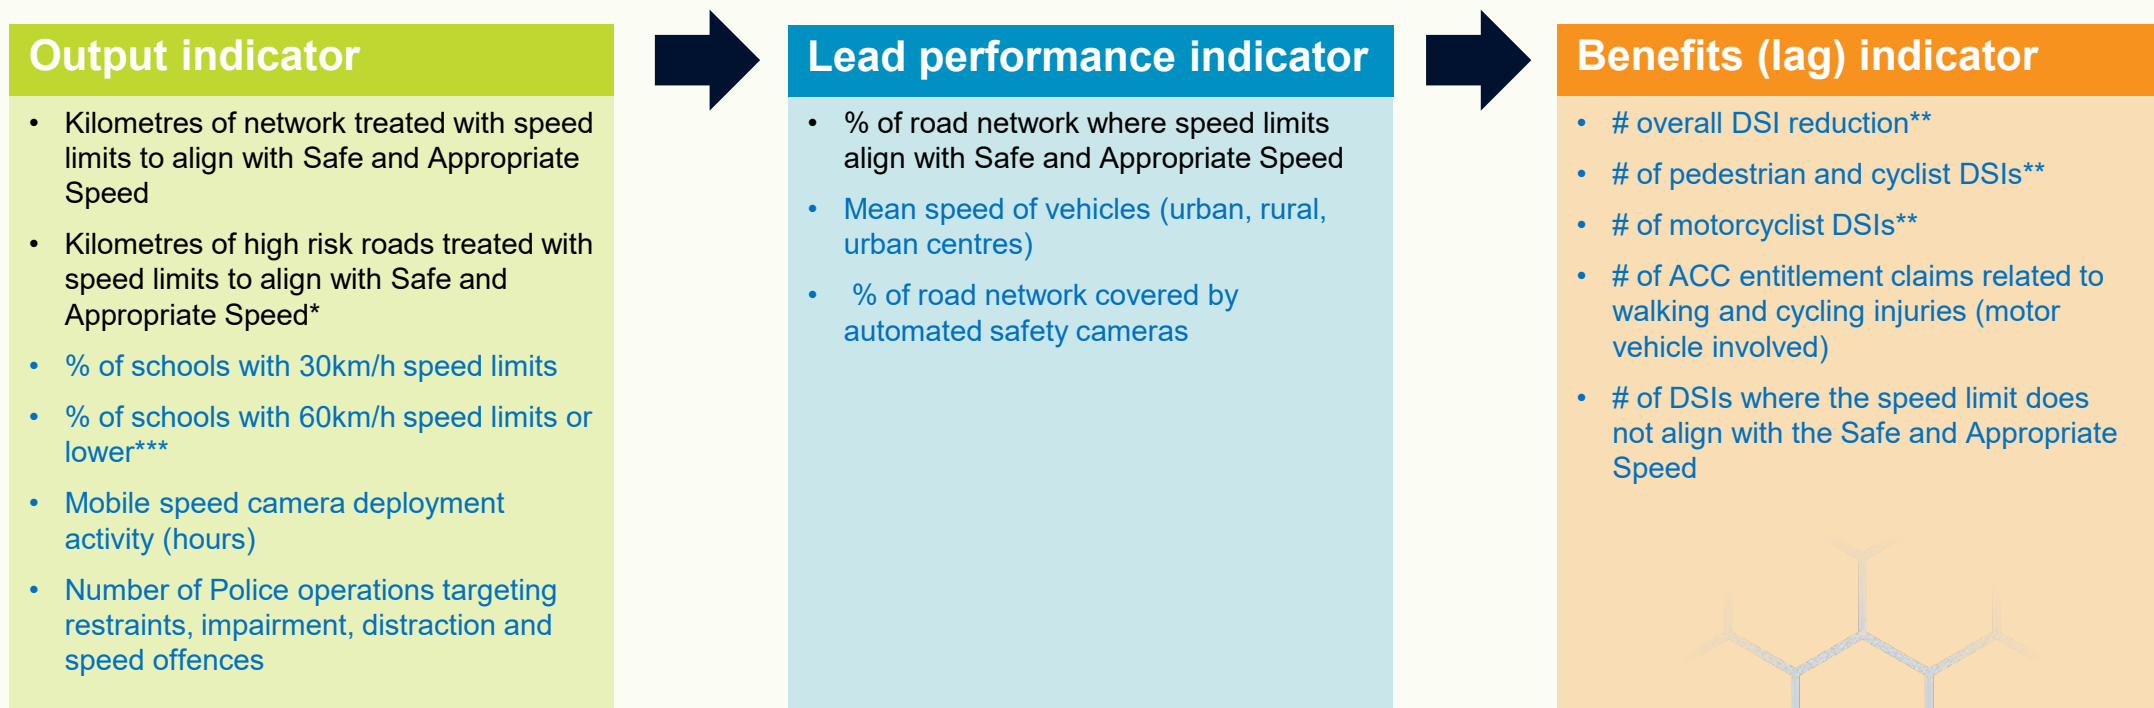 Output indicator
• Kilometres of network treated with speed
limits to align with Safe and Appropriate
Speed
• Kilometres of high risk roads treated with
speed limits to align with Safe and
Appropriate Speed*
• % of schools with 30km/h speed limits
• % of schools with 60km/h speed limits or
lower***
• Mobile speed camera deployment
activity (hours)
• Number of Police operations targeting
restraints, impairment, distraction and
speed offences
Lead performance indicator
• % of road network where speed limits
align with Safe and Appropriate Speed
• Mean speed of vehicles (urban, rural,
urban centres)
• % of road network covered by
automated safety cameras
Benefits (lag) indicator
• # overall DSI reduction**
• # of pedestrian and cyclist DSIs**
• # of motorcyclist DSIs**
• # of ACC entitlement claims related to
walking and cycling injuries (motor
vehicle involved)
• # of DSIs where the speed limit does
not align with the Safe and Appropriate
Speed